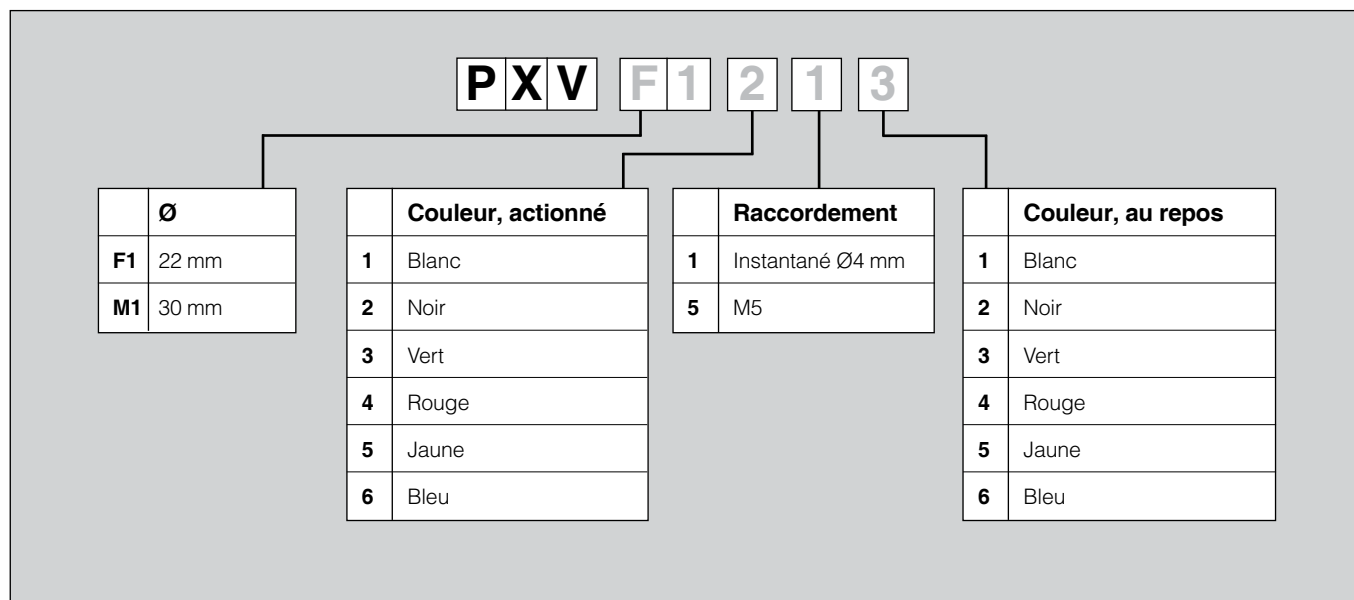 PXV F1 2 1 3
Ø
F1 22 mm
M1 30 mm
Couleur, actionné
1 Blanc
2 Noir
3 Vert
4 Rouge
5 Jaune
6 Bleu
Raccordement
1 Instantané Ø4 mm
5 M5
Couleur, au repos
1 Blanc
2 Noir
3 Vert
4 Rouge
5 Jaune
6 Bleu